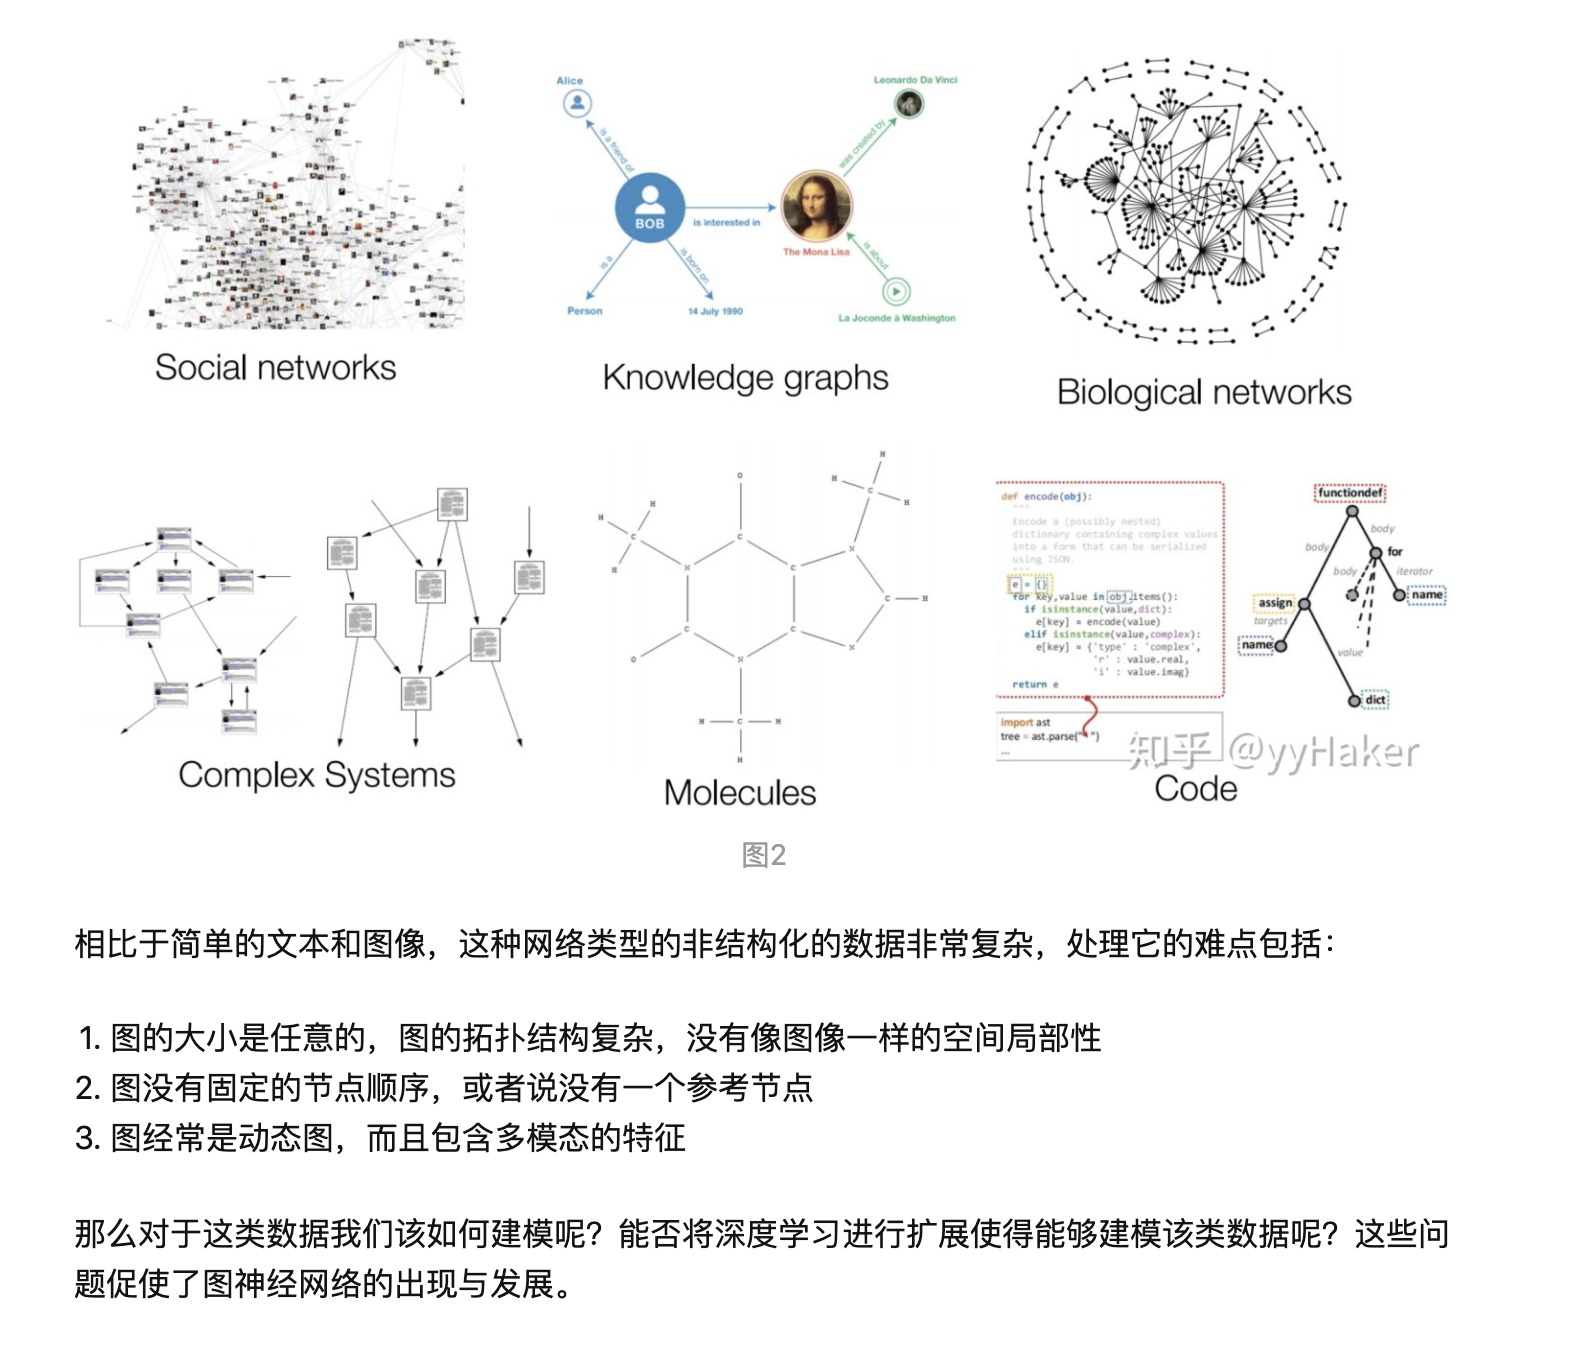 Alice
Leonardo Da Vinci
is a friend of
was created by
BOB
is interested in
The Mona Lisa
is a
is born on
is about
Person
14 July 1990
La Joconde à Washington
Social networks
Knowledge graphs
Biological networks
H
H
C
H
O
H
H
C
H
C
N
N
C
C
H
C
C
O
N
N
H
C
H
H
def encode(obj):
"""
Encode a (possibly nested)
dictionary containing complex values
into a form that can be serialized
using JSON.
"""
e = {}
for key,value in obj.items():
if isinstance(value,dict):
e[key] = encode(value)
elif isinstance(value,complex):
e[key] = {'type' : 'complex',
'r' : value.real,
'i' : value.imag}
return e
import ast
tree = ast.parse(" ")
...
functiondef
body
body
for
body
iterator
assign
name
targets
name
value
dict
知乎 @yyHaker
Complex Systems
Molecules
Code
图2
相比于简单的文本和图像，这种网络类型的非结构化的数据非常复杂，处理它的难点包括：
1. 图的大小是任意的，图的拓扑结构复杂，没有像图像一样的空间局部性
2. 图没有固定的节点顺序，或者说没有一个参考节点
3. 图经常是动态图，而且包含多模态的特征
那么对于这类数据我们该如何建模呢？能否将深度学习进行扩展使得能够建模该类数据呢？这些问
题促使了图神经网络的出现与发展。